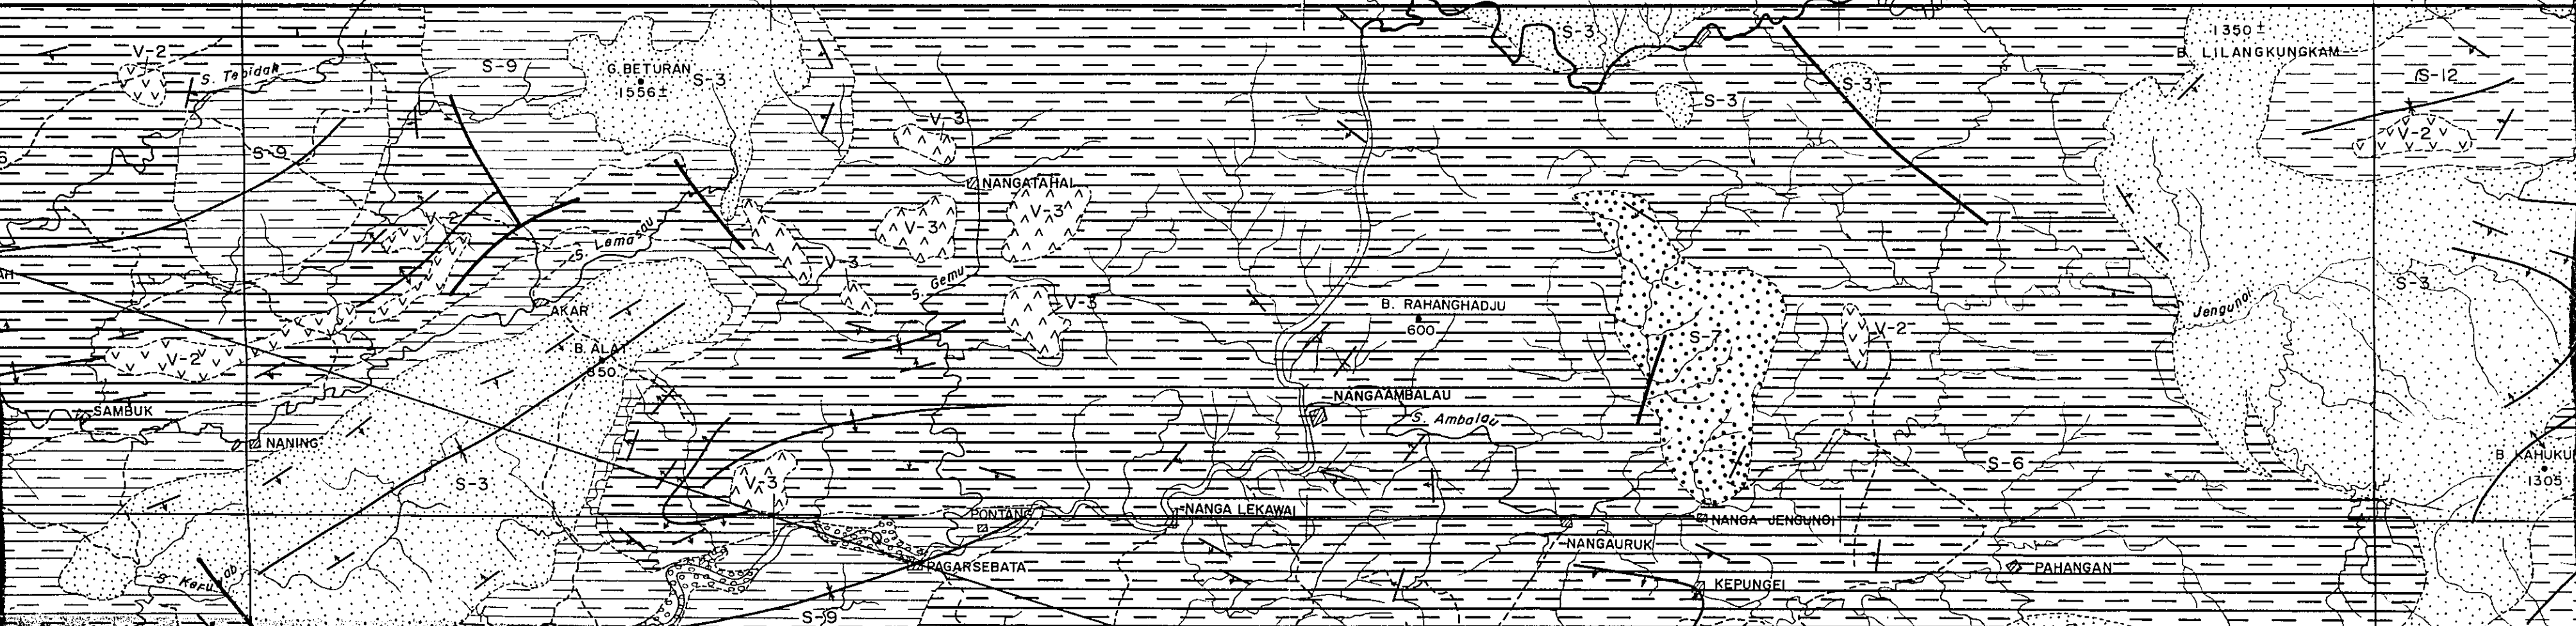 1350±
B. LILANGKUNGKAM
S-3
V-2
S. Tebidah
S-9
G. BETURAN
1556±
S-3
S-12
S-3
S-3
V-2
V-3
S-9
NANGATAHAL
V-3
V-3
V-2
S. Lemasau
V-3
S. Gemu
V-3
S-3
Jengunoi
B. RAHANGHADJU
600
AKAR
S-7
V-2
B. ALAT
850
V-2
NANGAAMBALAU
S. Ambalau
SAMBUK
NANING
S-3
V-3
S-6
1305
PONTANG
NANGA LEKAWAI
NANGA JENGUNOI
NANGAURUK
PAGARSEBATA
PAHANGAN
KEPUNGEI
S-9